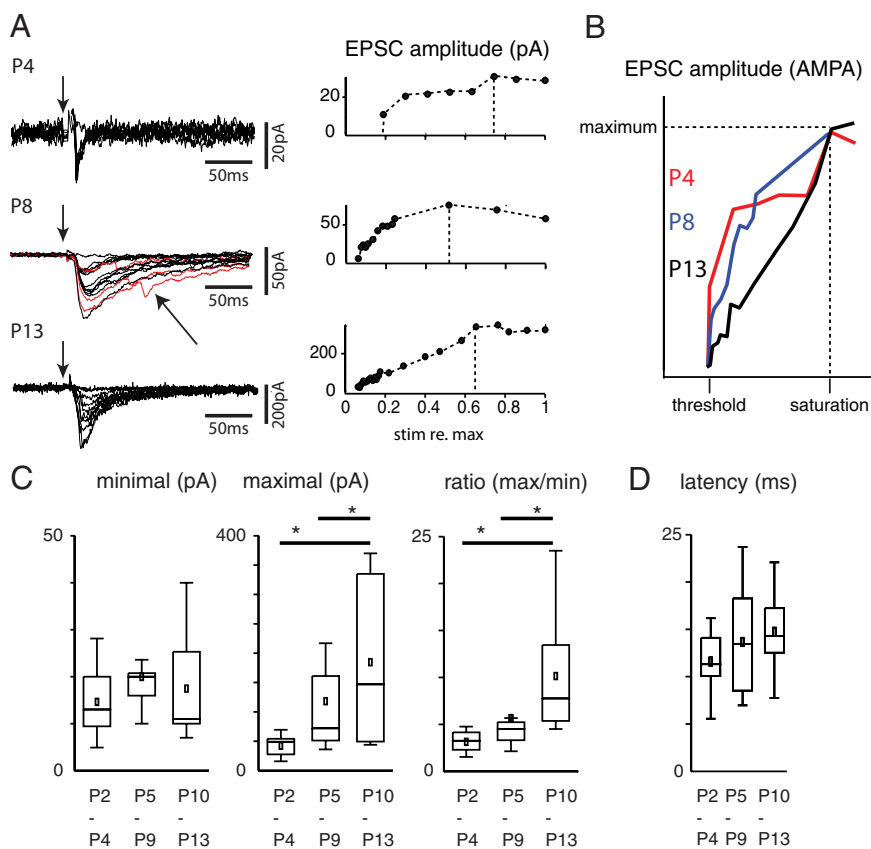 A
P4
50ms
20pA
P8
50ms
50pA
P13
50ms
200pA
EPSC amplitude (pA)
20
0
50
0
200
0
0
0.2
0.4
0.6
0.8
1
stim re. max
B
EPSC amplitude (AMPA)
maximum
P4
P8
P13
threshold
saturation
C
minimal (pA)
50
0
P2
-
P4
P5
-
P9
P10
-
P13
maximal (pA)
400
0
*
*
P2
-
P4
P5
-
P9
P10
-
P13
ratio (max/min)
25
0
*
*
P2
-
P4
P5
-
P9
P10
-
P13
D
latency (ms)
25
0
P2
-
P4
P5
-
P9
P10
-
P13